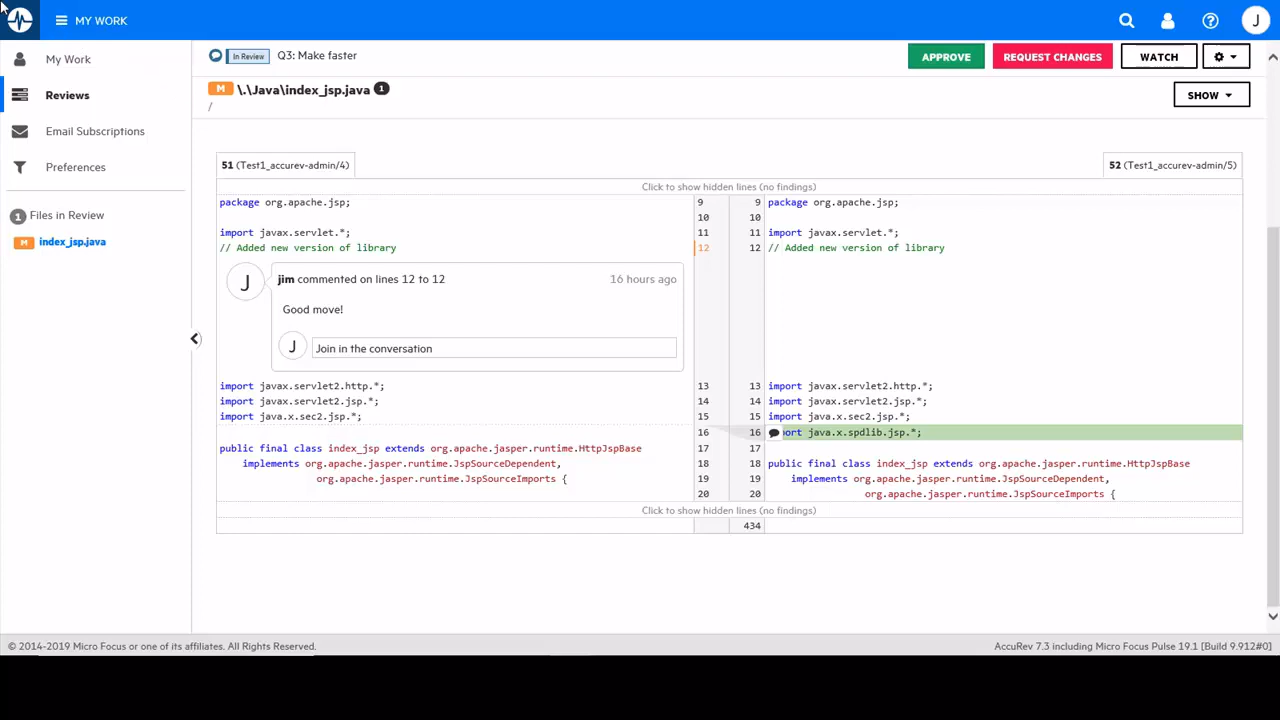 MY WORK
J
My Work
Reviews
Email Subscriptions
Preferences
1 Files in Review
M index_jsp.java
In Review Q3: Make faster
APPROVE REQUEST CHANGES WATCH
M \.\Java\index_jsp.java 1
/
SHOW
51 (Test1_accurev-admin/4)
52 (Test1_accurev-admin/5)
Click to show hidden lines (no findings)
package org.apache.jsp; 9 9 package org.apache.jsp;
10 10
import javax.servlet.*; 11 11 import javax.servlet.*;
// Added new version of library 12 12 // Added new version of library
J jim commented on lines 12 to 12 16 hours ago
Good move!
J Join in the conversation
import javax.servlet2.http.*; 13 13 import javax.servlet2.http.*;
import javax.servlet2.jsp.*; 14 14 import javax.servlet2.jsp.*;
import java.x.sec2.jsp.*; 15 15 import java.x.sec2.jsp.*;
16 16 ort java.x.spdlib.jsp.*;
public final class index_jsp extends org.apache.jasper.runtime.HttpJspBase 17 17
implements org.apache.jasper.runtime.JspSourceDependent, 18 18 public final class index_jsp extends org.apache.jasper.runtime.HttpJspBase
org.apache.jasper.runtime.JspSourceImports { 19 19 implements org.apache.jasper.runtime.JspSourceDependent,
20 20 org.apache.jasper.runtime.JspSourceImports {
Click to show hidden lines (no findings)
434
© 2014-2019 Micro Focus or one of its affiliates. All Rights Reserved.
AccuRev 7.3 including Micro Focus Pulse 19.1 [Build 9.912#0]